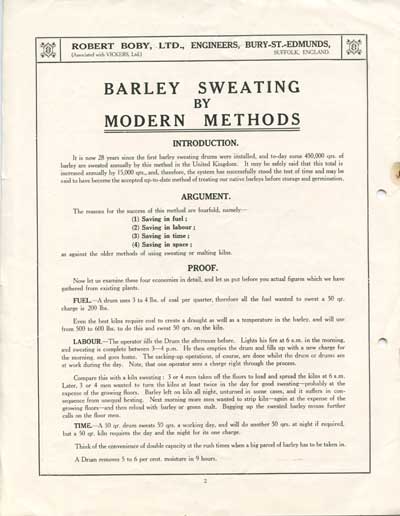 ROBERT BOBY, LTD., ENGINEERS, BURY-ST.-EDMUNDS,
(Associated with VICKERS, Ltd.) SUFFOLK, ENGLAND.
BARLEY SWEATING
BY
MODERN METHODS
INTRODUCTION.
It is now 28 years since the first barley sweating drums were installed, and to-day some 450,000 qrs. of
barley are sweated annually by this method in the United Kingdom. It may be safely said that this total is
increased annually by 15,000 qrs., and, therefore, the system has successfully stood the test of time and may be
said to have become the accepted up-to-date method of treating our native barleys before storage and germination.
ARGUMENT.
The reasons for the success of this method are fourfold, namely—
(1) Saving in fuel ;
(2) Saving in labour ;
(3) Saving in time ;
(4) Saving in space ;
as against the older methods of using sweating or malting kilns.
PROOF.
Now let us examine these four economies in detail, and let us put before you actual figures which we have
gathered from existing plants.
FUEL.—A drum uses 3 to 4 lbs. of coal per quarter, therefore all the fuel wanted to sweat a 50 qr.
charge is 200 lbs.
Even the best kilns require coal to create a draught as well as a temperature in the barley, and will use
from 500 to 600 lbs. to do this and sweat 50 qrs. on the kiln.
LABOUR.—The operator fills the Drum the afternoon before. Lights his fire at 6 a.m. in the morning,
and sweating is complete between 3—4 p.m. He then empties the drum and fills up with a new charge for
the morning, and goes home. The sacking-up operations, of course, are done whilst the drum or drums are
at work during the day. Note, that one operator sees a charge right through the process.
Compare this with a kiln sweating ; 3 or 4 men taken off the floors to load and spread the kilns at 6 a.m.
Later, 3 or 4 men wanted to turn the kilns at least twice in the day for good sweating—probably at the
expense of the growing floors. Barley left on kiln all night, unturned in some cases, and it suffers in con-
sequence from unequal heating. Next morning more men wanted to strip kiln—again at the expense of the
growing floors—and then reload with barley or green malt. Bagging up the sweated barley means further
calls on the floor men.
TIME.—A 50 qr. drum sweats 50 qrs. a working day, and will do another 50 qrs. at night if required,
but a 50 qr. kiln requires the day and the night for its one charge.
Think of the convenience of double capacity at the rush times when a big parcel of barley has to be taken in.
A Drum removes 5 to 6 per cent. moisture in 9 hours.
2